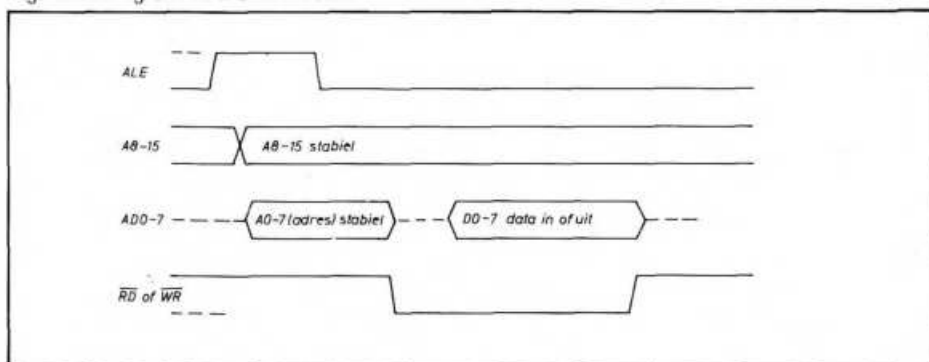 ALE
A8-15
A8-15 stabiel
AD0-7
A0-7 (adres) stabiel
D0-7 data in of uit
RD of WR